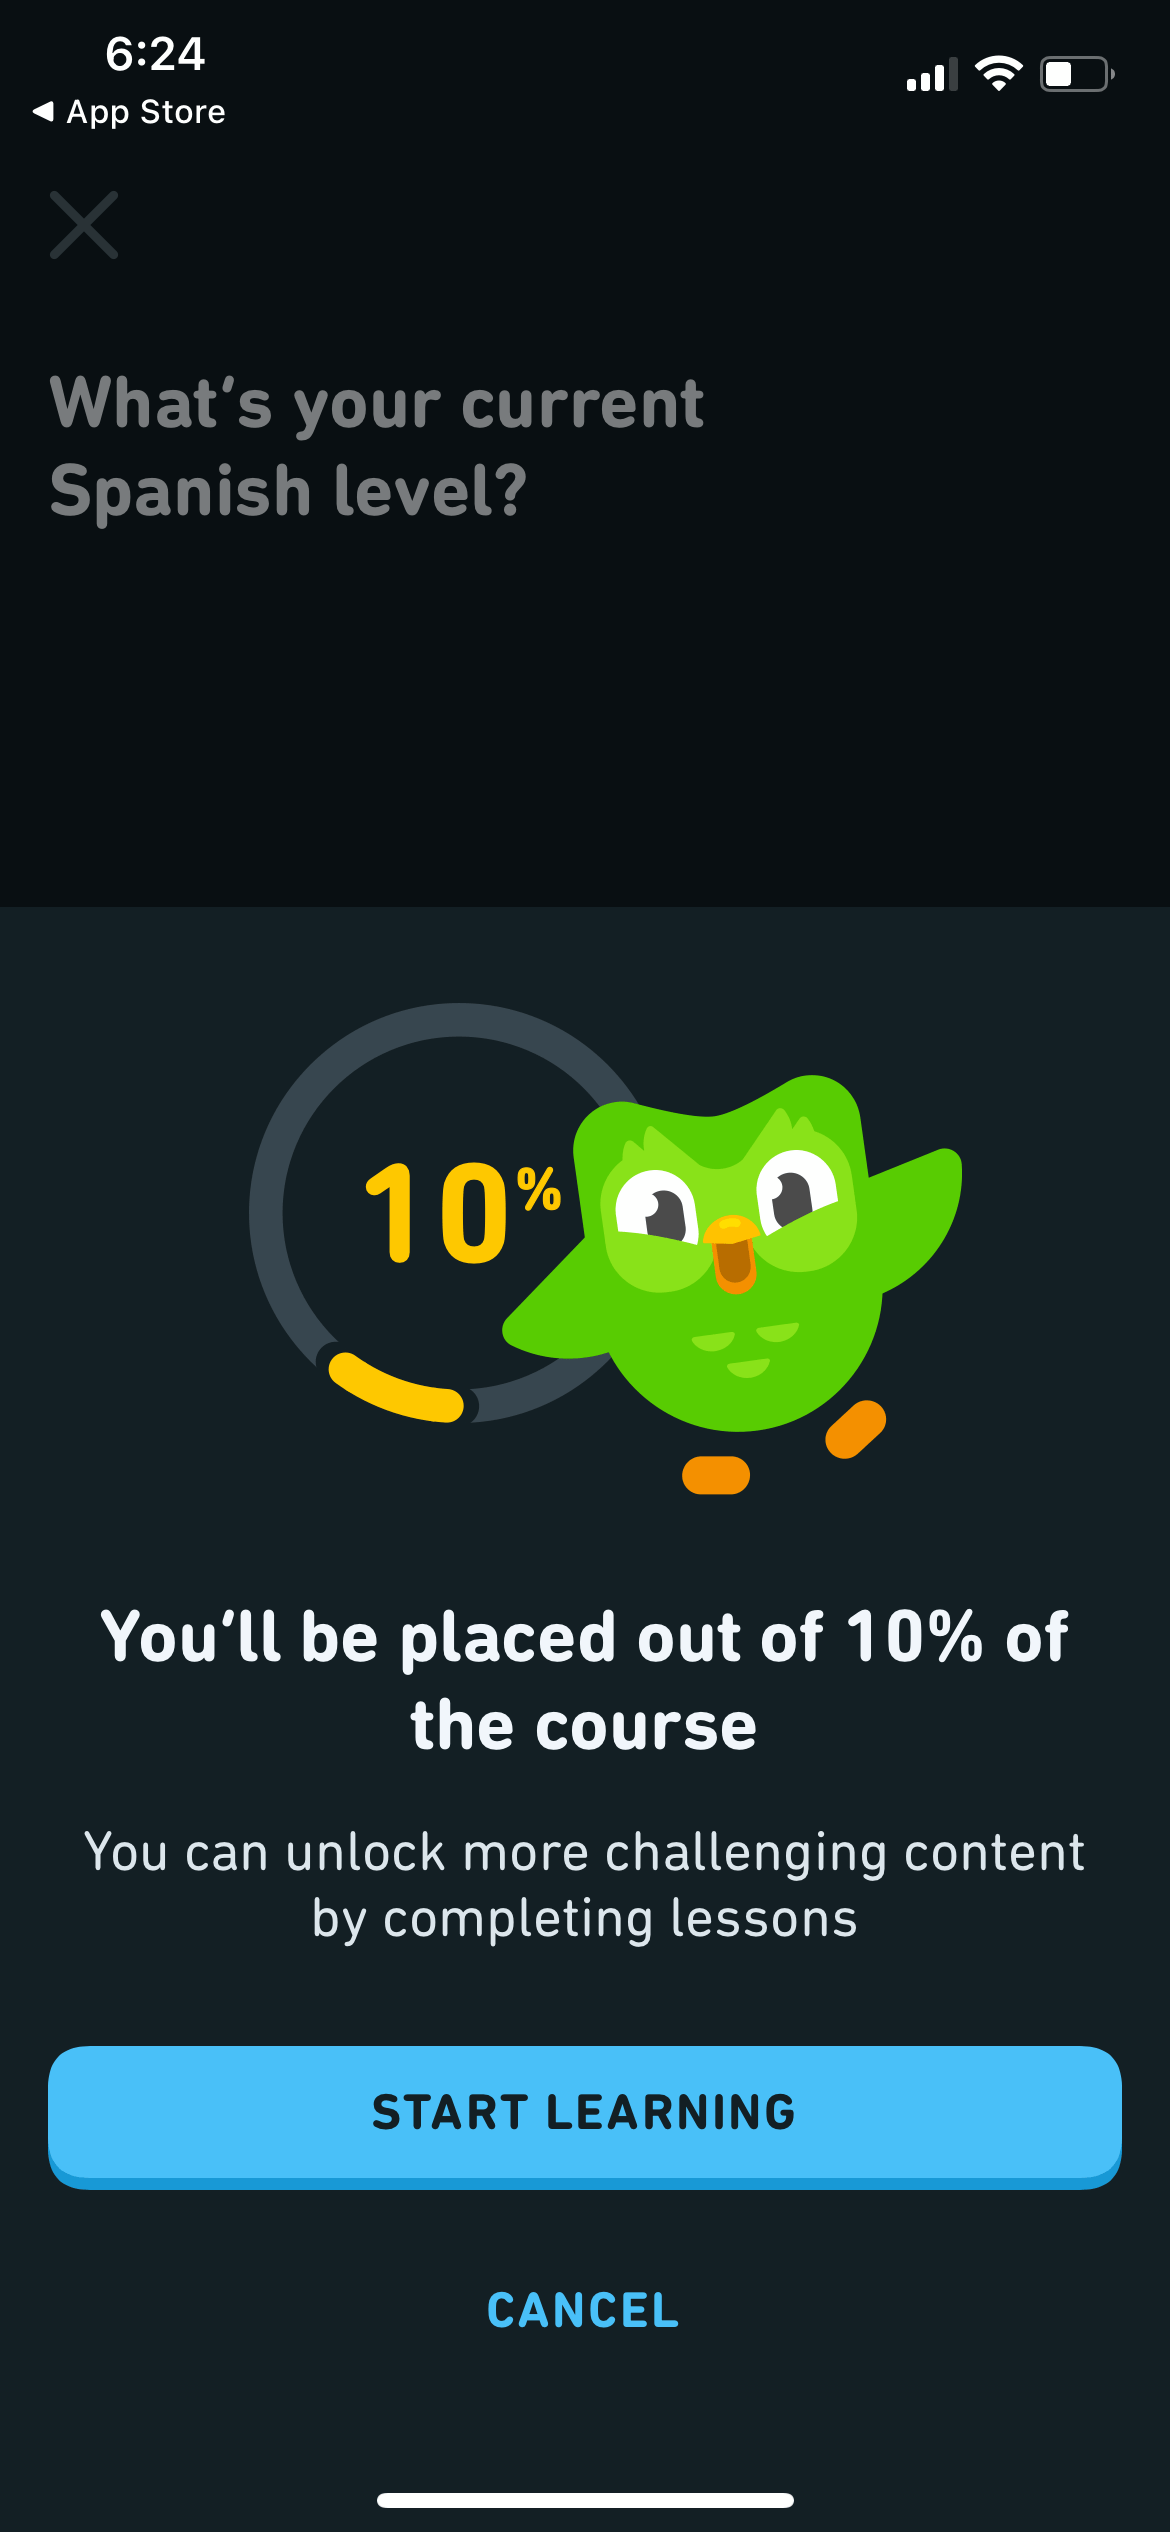 6:24
◀ App Store
What's your current
Spanish level?
10%
You'll be placed out of 10% of
the course
You can unlock more challenging content
by completing lessons
START LEARNING
CANCEL